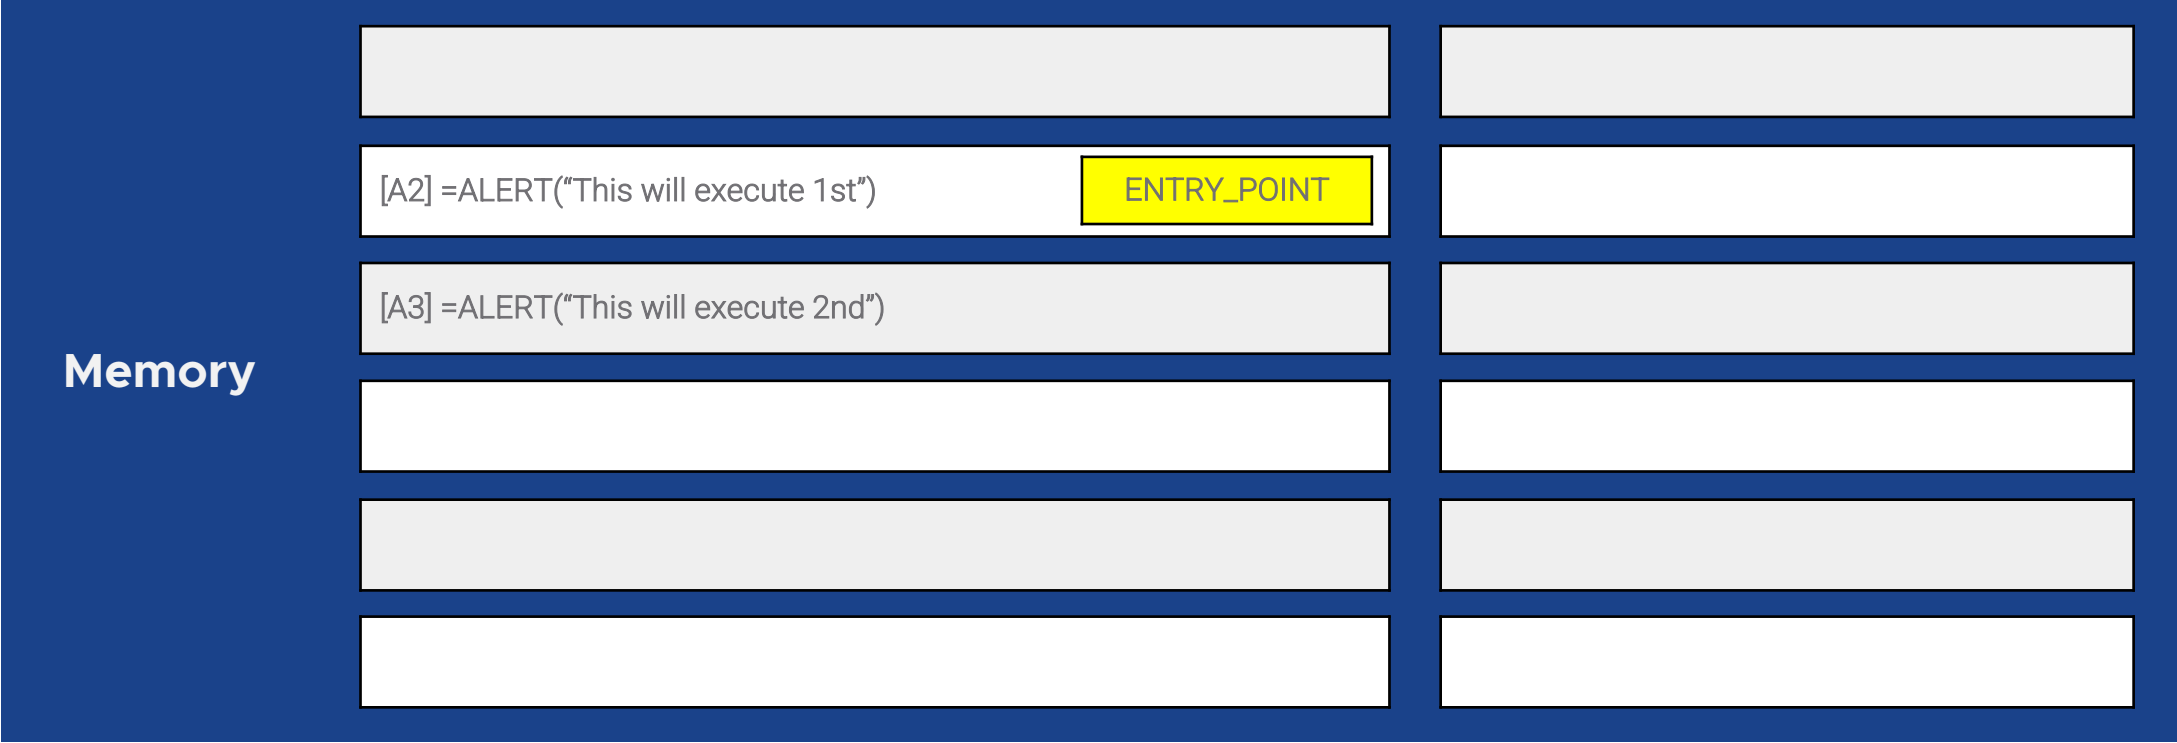 [A2] =ALERT(“This will execute 1st”) ENTRY_POINT
[A3] =ALERT(“This will execute 2nd”)
Memory